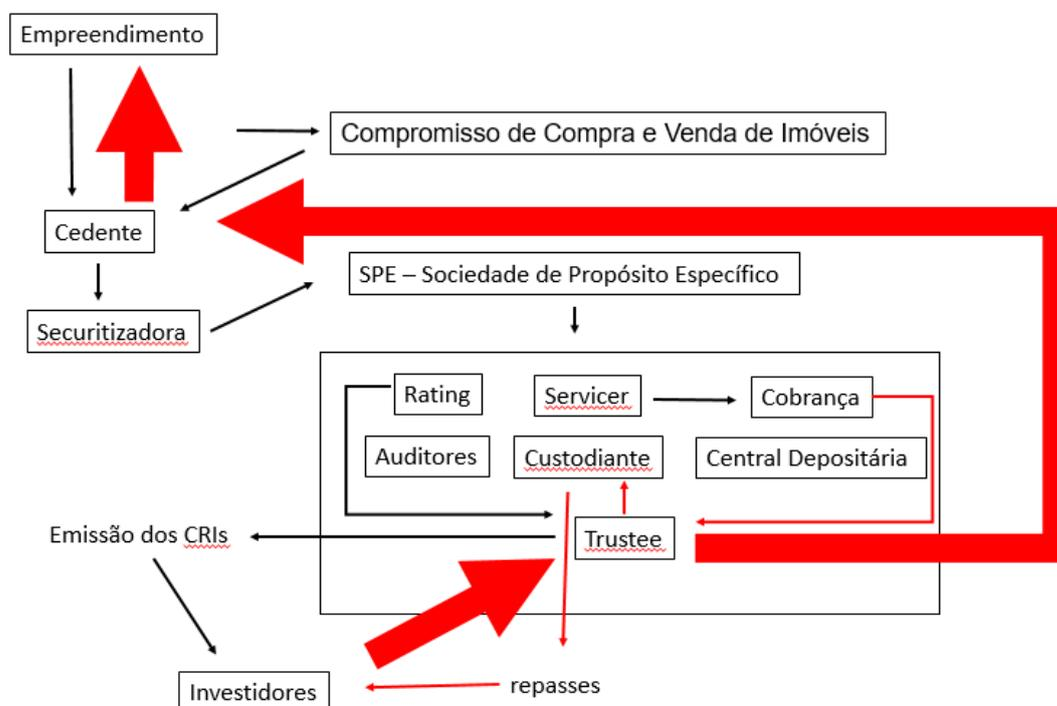 Empreendimento
Compromisso de Compra e Venda de Imóveis
Cedente
SPE – Sociedade de Propósito Específico
Securitizadora
Rating
Servicer
Cobrança
Auditores
Custodiante
Central Depositária
Emissão dos CRIs
Trustee
Investidores
repasses